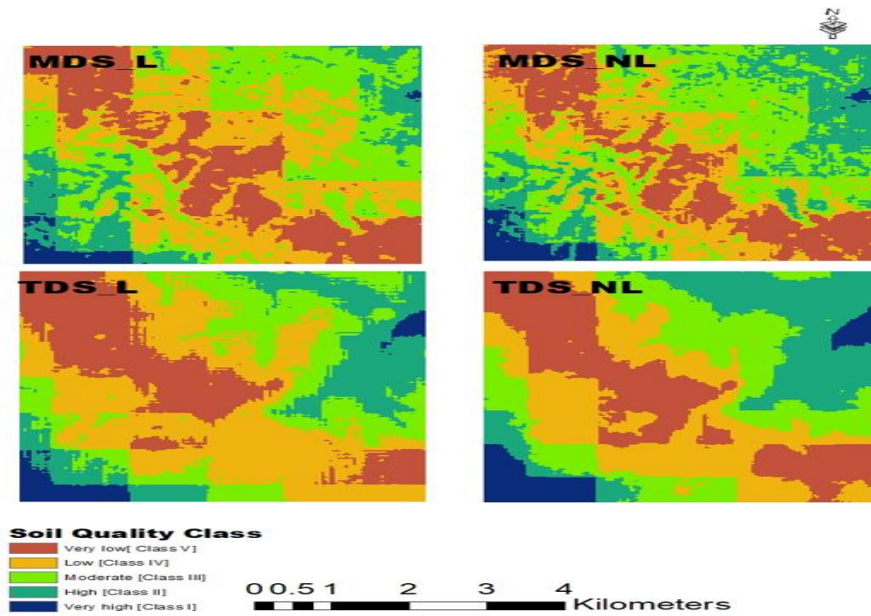 N
MDS_L
MDS_NL
TDS_L
TDS_NL
Soil Quality Class
Very low[ Class V]
Low [Class IV]
Moderate [Class III]
High [Class II]
Very high [Class I]
0 0.5 1 2 3 4
Kilometers